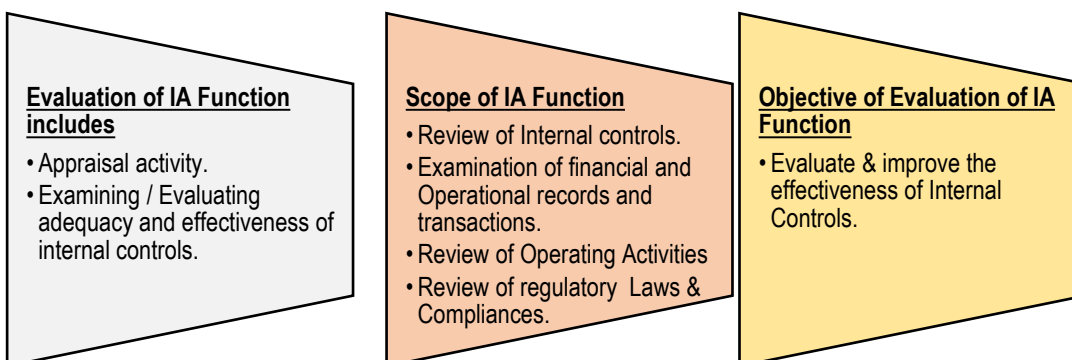 Evaluation of IA Function
includes
• Appraisal activity.
• Examining / Evaluating
adequacy and effectiveness of
internal controls.
Scope of IA Function
• Review of Internal controls.
• Examination of financial and
Operational records and
transactions.
• Review of Operating Activities
• Review of regulatory Laws &
Compliances.
Objective of Evaluation of IA
Function
• Evaluate & improve the
effectiveness of Internal
Controls.